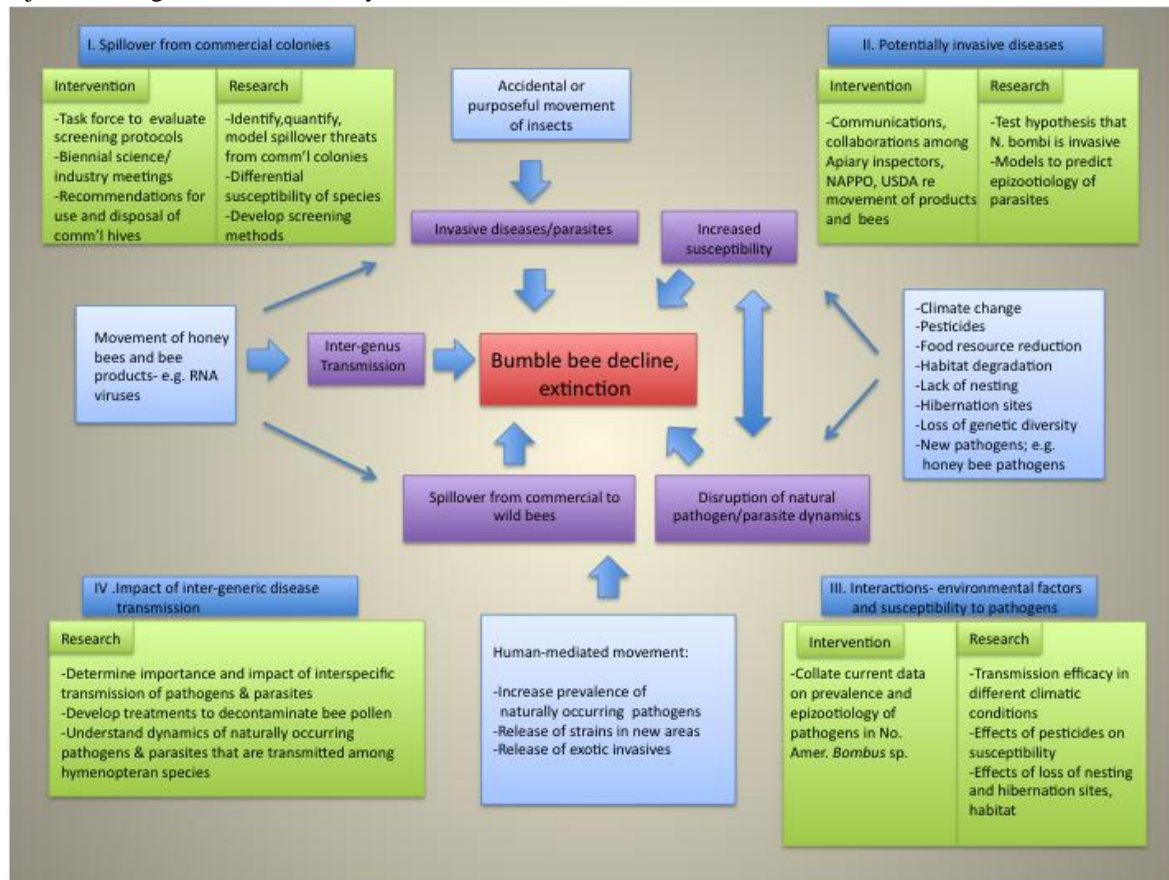 I. Spillover from commercial colonies
Intervention
-Task force to evaluate
screening protocols
-Biennial science/
industry meetings
-Recommendations for
use and disposal of
comm'l hives
Research
-Identify,quantify,
model spillover threats
from comm'l colonies
-Differential
susceptibility of species
-Develop screening
methods
Accidental or
purposeful movement
of insects
II. Potentially invasive diseases
Intervention
-Communications,
collaborations among
Apiary inspectors,
NAPPO, USDA re
movement of products
and bees
Research
-Test hypothesis that
N. bombi is invasive
-Models to predict
epizootiology of
parasites
Invasive diseases/parasites
Increased
susceptibility
Movement of honey
bees and bee
products- e.g. RNA
viruses
Inter-genus
Transmission
Bumble bee decline,
extinction
-Climate change
-Pesticides
-Food resource reduction
-Habitat degradation
-Lack of nesting
-Hibernation sites
-Loss of genetic diversity
-New pathogens; e.g.
honey bee pathogens
Spillover from commercial to
wild bees
Disruption of natural
pathogen/parasite dynamics
IV .Impact of inter-generic disease
transmission
Research
-Determine importance and impact of interspecific
transmission of pathogens & parasites
-Develop treatments to decontaminate bee pollen
-Understand dynamics of naturally occurring
pathogens & parasites that are transmitted among
hymenopteran species
Human-mediated movement:
-Increase prevalence of
naturally occurring pathogens
-Release of strains in new areas
-Release of exotic invasives
III. Interactions- environmental factors
and susceptibility to pathogens
Intervention
-Collate current data
on prevalence and
epizootiology of
pathogens in No.
Amer. Bombus sp.
Research
-Transmission efficacy in
different climatic
conditions
-Effects of pesticides on
susceptibility
-Effects of loss of nesting
and hibernation sites,
habitat